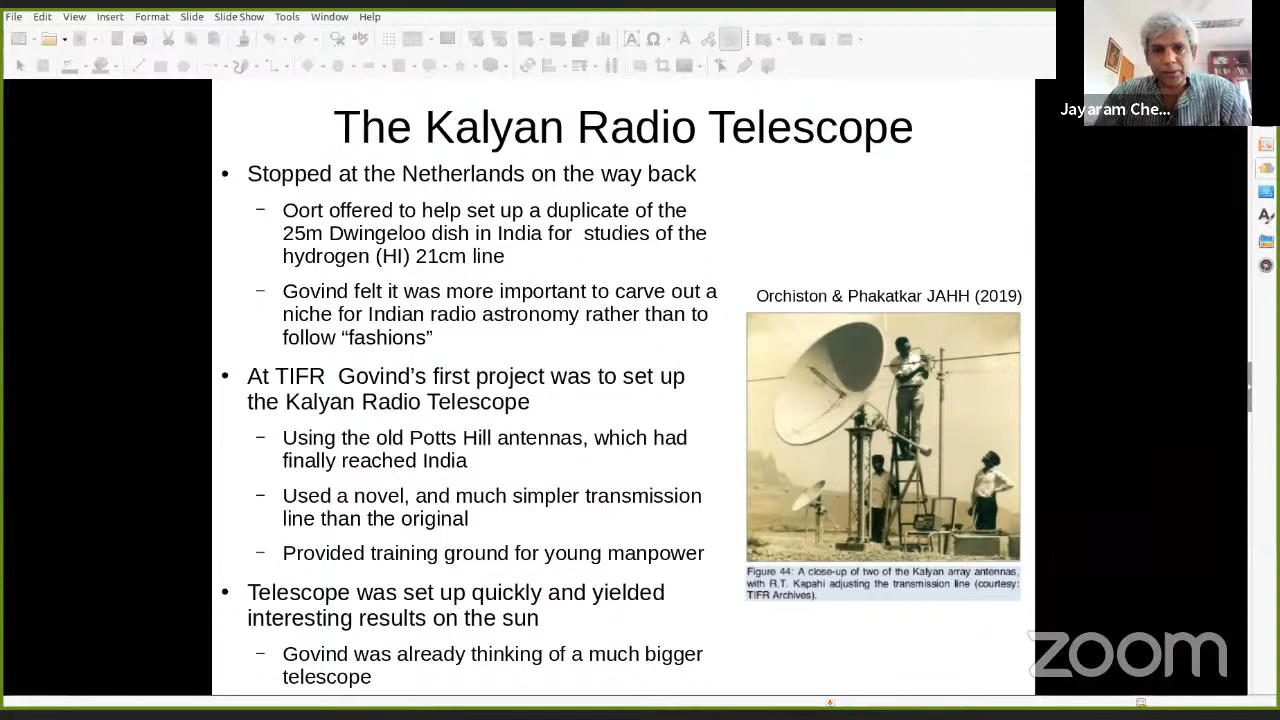 File Edit View Insert Format Slide Slide Show Tools Window Help
Jayaram Che...
The Kalyan Radio Telescope
• Stopped at the Netherlands on the way back
– Oort offered to help set up a duplicate of the
25m Dwingeloo dish in India for studies of the
hydrogen (HI) 21cm line
– Govind felt it was more important to carve out a
niche for Indian radio astronomy rather than to
follow “fashions”
• At TIFR Govind’s first project was to set up
the Kalyan Radio Telescope
– Using the old Potts Hill antennas, which had
finally reached India
– Used a novel, and much simpler transmission
line than the original
– Provided training ground for young manpower
• Telescope was set up quickly and yielded
interesting results on the sun
– Govind was already thinking of a much bigger
telescope
Orchiston & Phakatkar JAHH (2019)
Figure 44: A close-up of two of the Kalyan array antennas,
with R.T. Kapahi adjusting the transmission line (courtesy:
TIFR Archives).
zoom